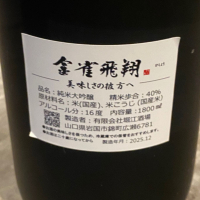 金雀飛翔
美味しさの彼方へ
品名：純米大吟醸　精米歩合：40%
原材料名：米(国産)、米こうじ(国産米)
アルコール分：16度　内容量：1800㎖
製造者：有限会社堀江酒場
山口県岩国市錦町広瀬6781
製造年月：2025.12